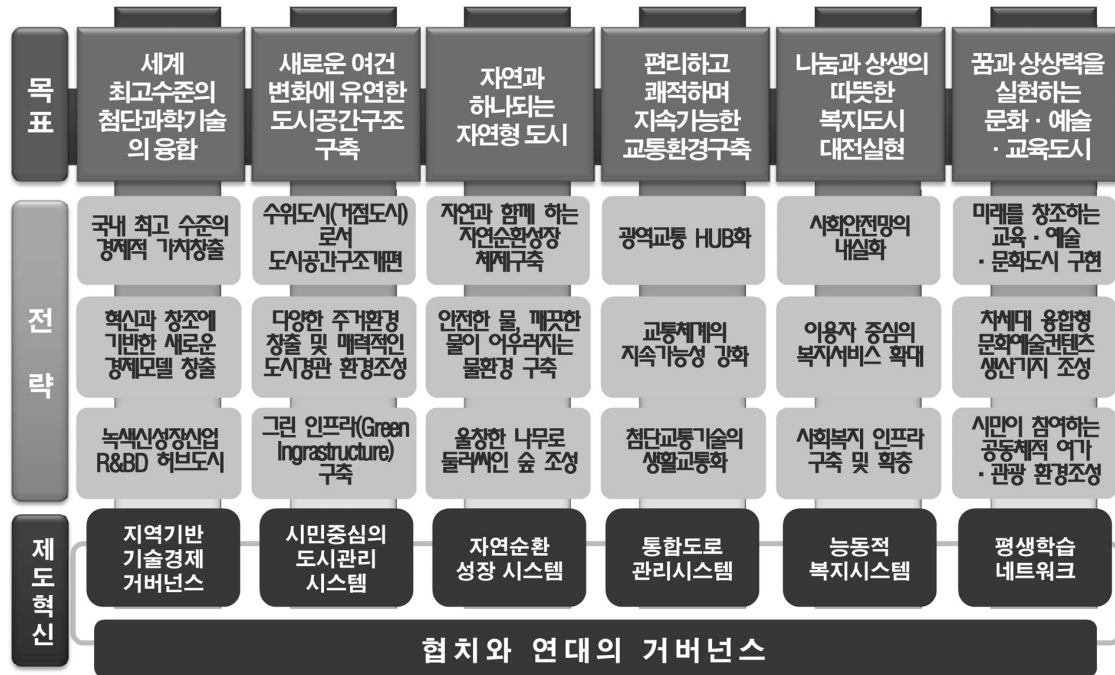 목표
세계
최고수준의
첨단과학기술
의 융합
새로운 여건
변화에 유연한
도시공간구조
구축
자연과
하나되는
자연형 도시
편리하고
쾌적하며
지속가능한
교통환경구축
나눔과 상생의
따뜻한
복지도시
대전실현
꿈과 상상력을
실현하는
문화 · 예술
· 교육도시
전략
국내 최고 수준의
경제적 가치창출
수위도시(거점도시)
로서
도시공간구조개편
자연과 함께 하는
자연순환성장
체제구축
광역교통 HUB화
사회안전망의
내실화
미래를 창조하는
교육 · 예술
· 문화도시 구현
혁신과 창조에
기반한 새로운
경제모델 창출
다양한 주거환경
창출 및 매력적인
도시경관 환경조성
안전한 물, 깨끗한
물이 어우러지는
물환경 구축
교통체계의
지속가능성 강화
이용자 중심의
복지서비스 확대
차세대 융합형
문화예술컨텐츠
생산기지 조성
녹색신성장산업
R&BD 허브도시
그린 인프라(Green
Ingrastructure)
구축
울창한 나무로
둘러싸인 숲 조성
첨단교통기술의
생활교통화
사회복지 인프라
구축 및 확충
시민이 참여하는
공동체적 여가
· 관광 환경조성
제도혁신
지역기반
기술경제
거버넌스
시민중심의
도시관리
시스템
자연순환
성장 시스템
통합도로
관리시스템
능동적
복지시스템
평생학습
네트워크
협치와 연대의 거버넌스